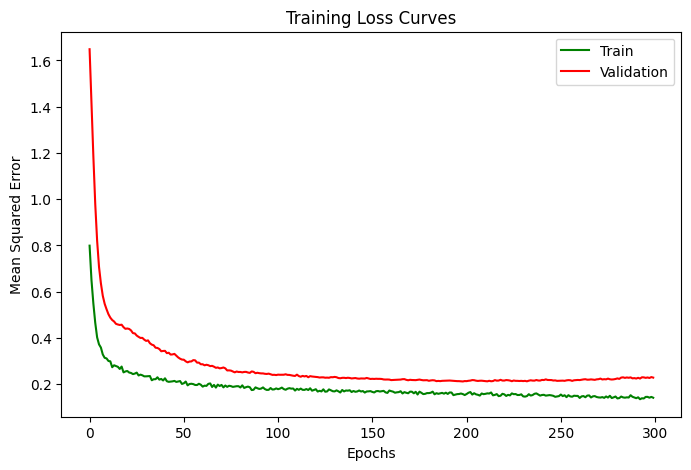 Training Loss Curves
Train
Validation
Mean Squared Error
1.6
1.4
1.2
1.0
0.8
0.6
0.4
0.2
0 50 100 150 200 250 300
Epochs